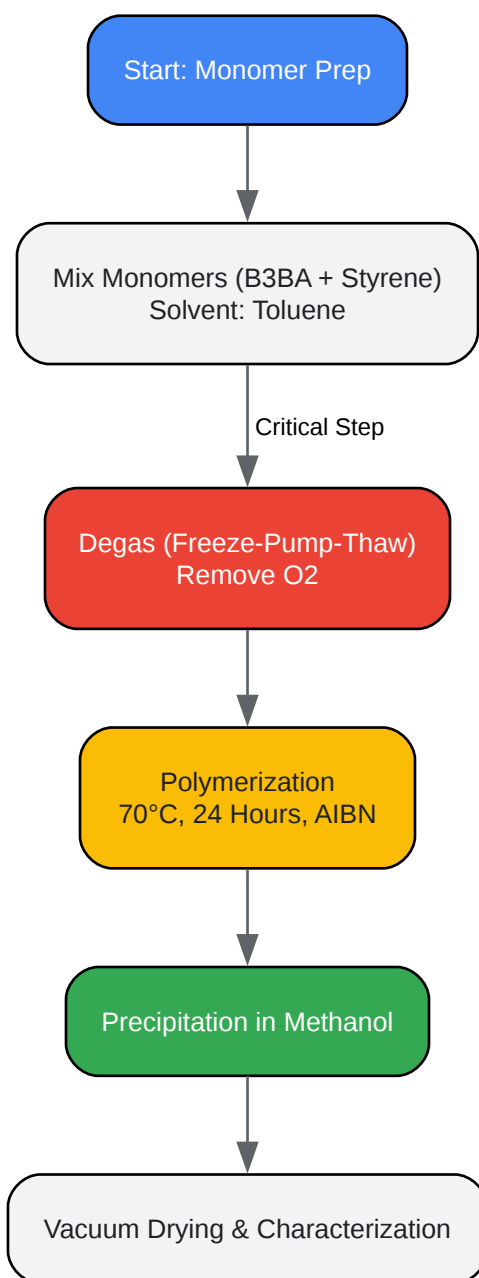 Start: Monomer Prep
Mix Monomers (B3BA + Styrene)
Solvent: Toluene
Critical Step
Degas (Freeze-Pump-Thaw)
Remove O2
Polymerization
70°C, 24 Hours, AIBN
Precipitation in Methanol
Vacuum Drying & Characterization